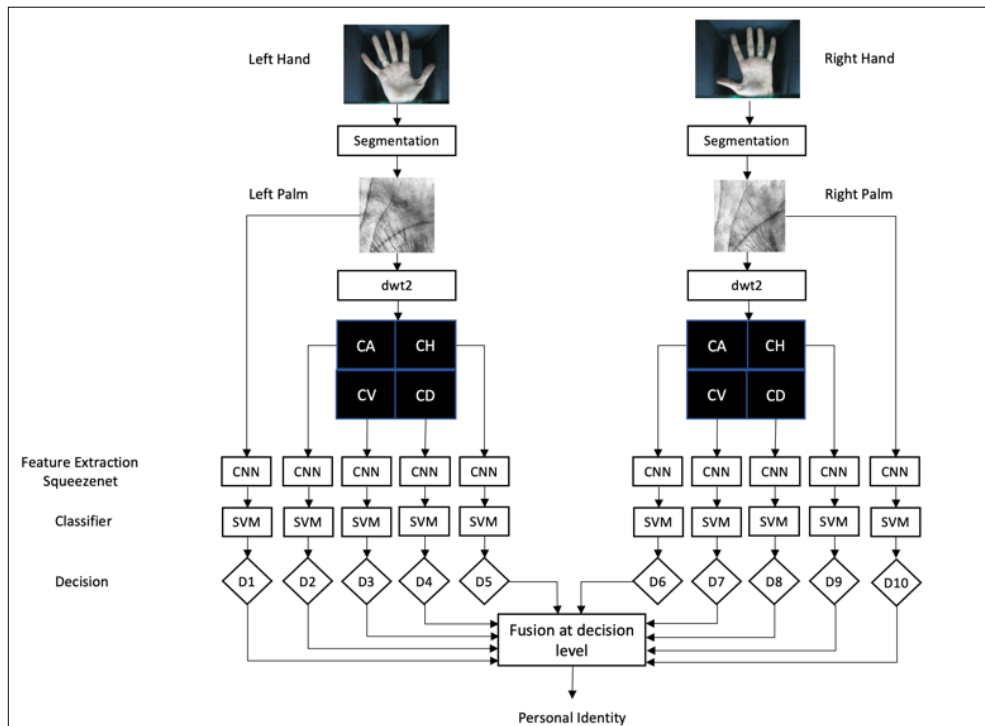 Left Hand
Right Hand
Segmentation
Segmentation
Left Palm
Right Palm
dwt2
dwt2
CA CH CA CH
CV CD CV CD
Feature Extraction
Squeezenet
CNN CNN CNN CNN CNN CNN CNN CNN CNN CNN
Classifier
SVM SVM SVM SVM SVM SVM SVM SVM SVM SVM
Decision
D1 D2 D3 D4 D5 D6 D7 D8 D9 D10
Fusion at decision
level
Personal Identity